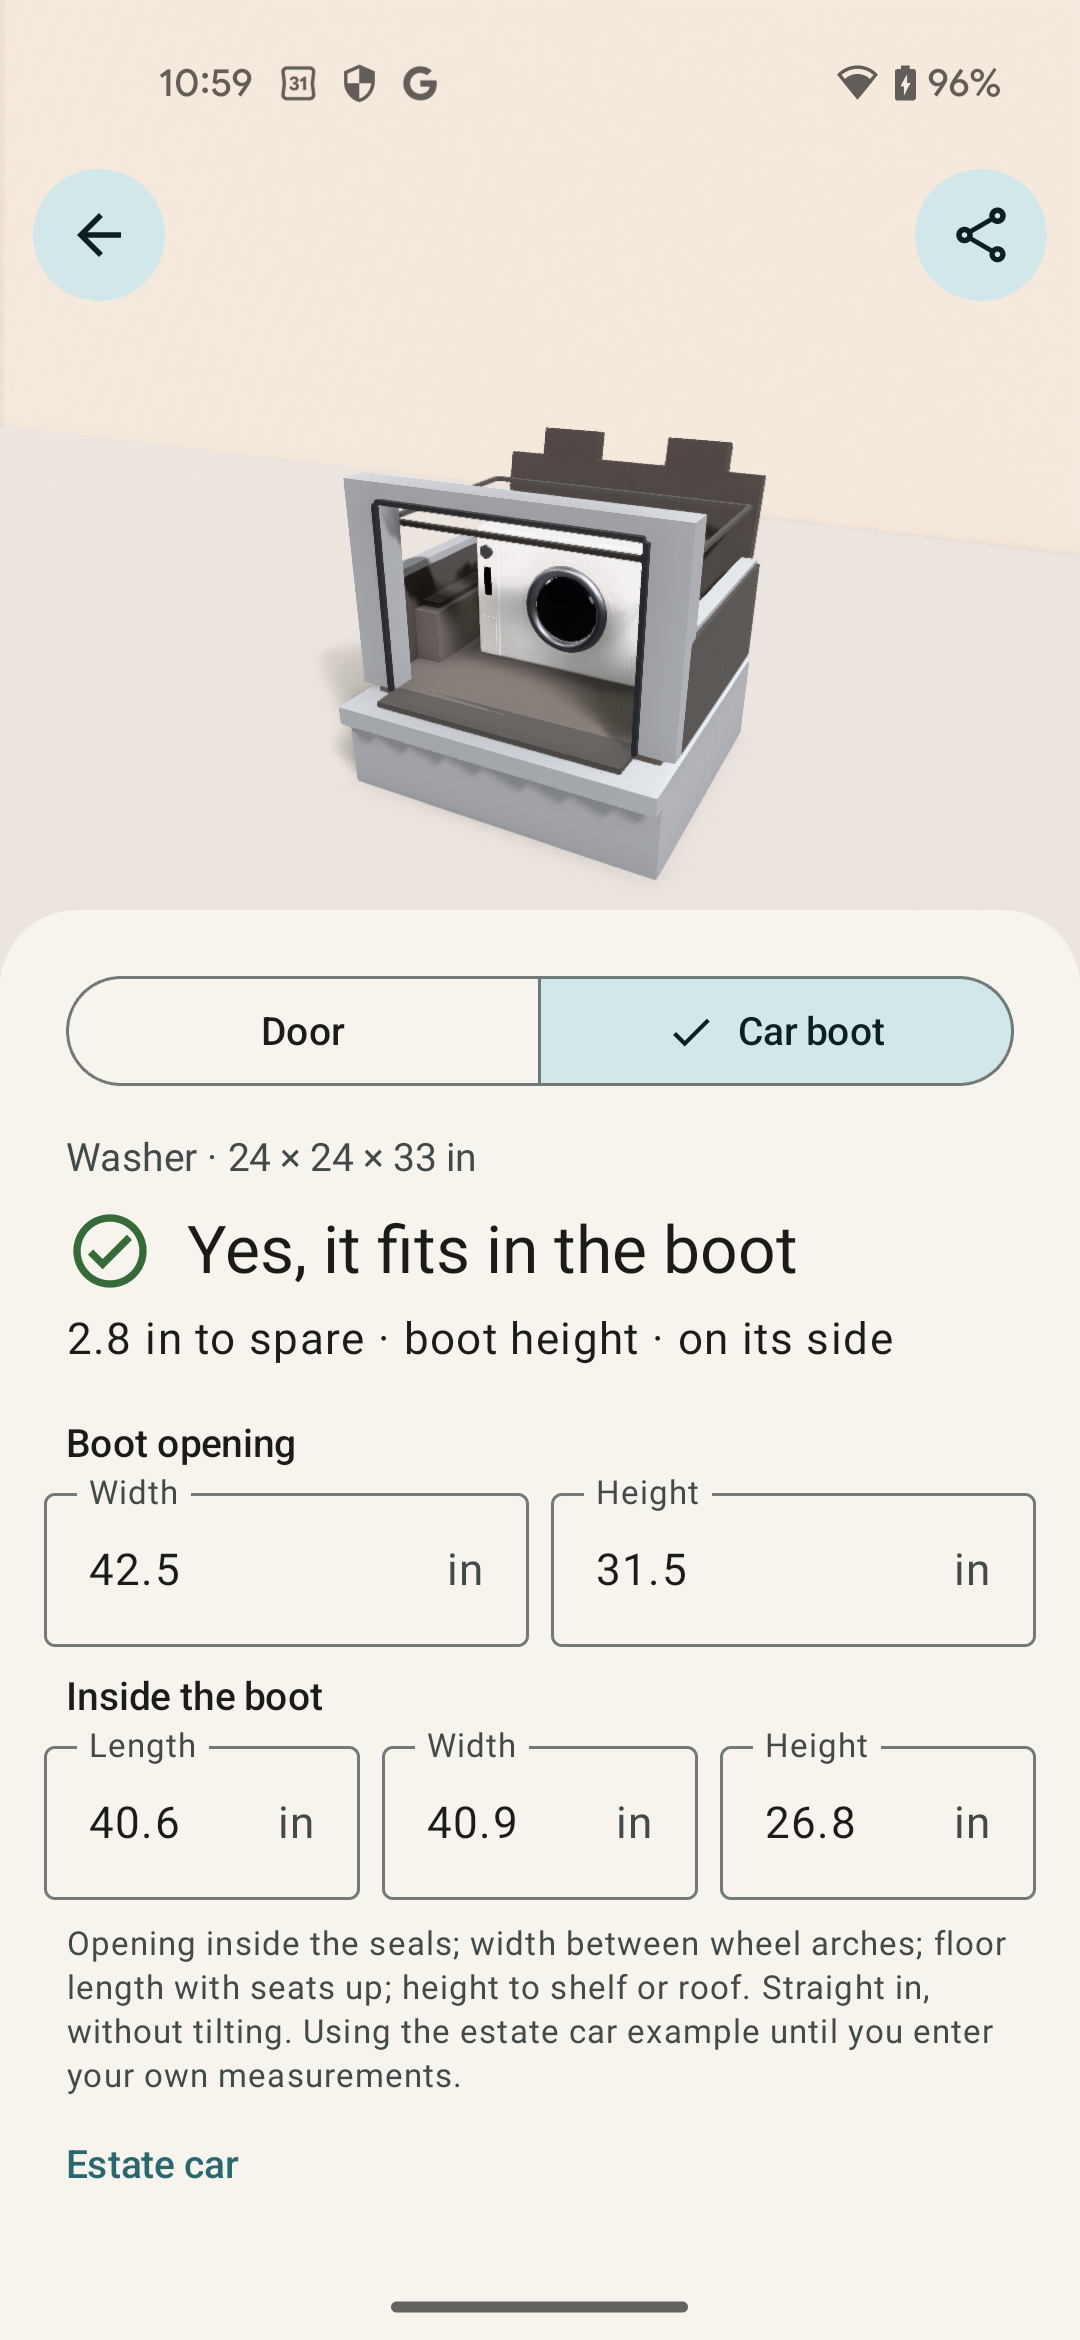 10:59
31
G
96%
Door
Car boot
Washer · 24 × 24 × 33 in
Yes, it fits in the boot
2.8 in to spare · boot height · on its side
Boot opening
Width
Height
42.5 in
31.5 in
Inside the boot
Length
Width
Height
40.6 in
40.9 in
26.8 in
Opening inside the seals; width between wheel arches; floor
length with seats up; height to shelf or roof. Straight in,
without tilting. Using the estate car example until you enter
your own measurements.
Estate car